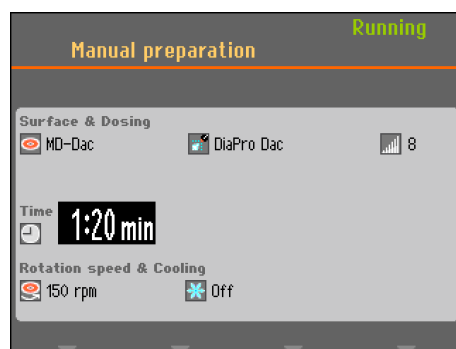 Running
Manual preparation
Surface & Dosing
MD-Dac DiaPro Dac 8
Time
1:20 min
Rotation speed & Cooling
150 rpm Off